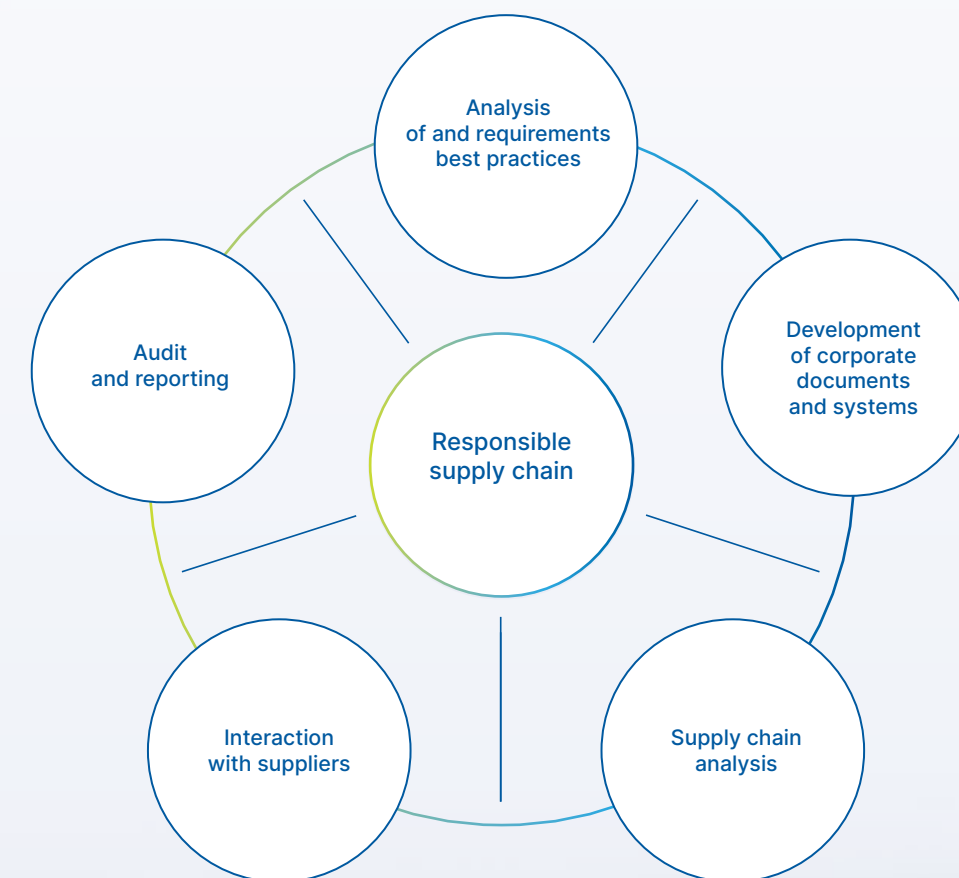 Analysis
of and requirements
best practices
Development
of corporate
documents
and systems
Audit
and reporting
Responsible
supply chain
Interaction
with suppliers
Supply chain
analysis